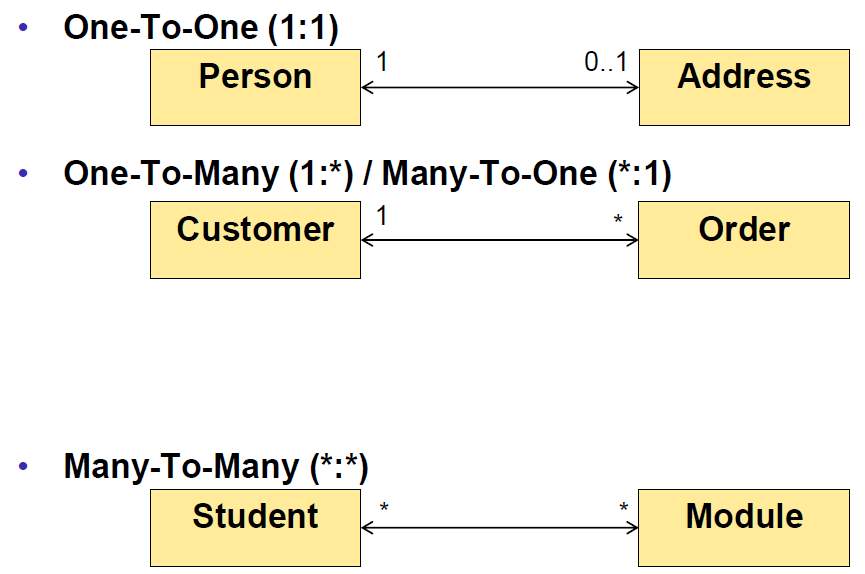 • One-To-One (1:1)
Person 1 0..1 Address
• One-To-Many (1:*) / Many-To-One (*:1)
Customer 1 * Order
• Many-To-Many (*:*)
Student * * Module